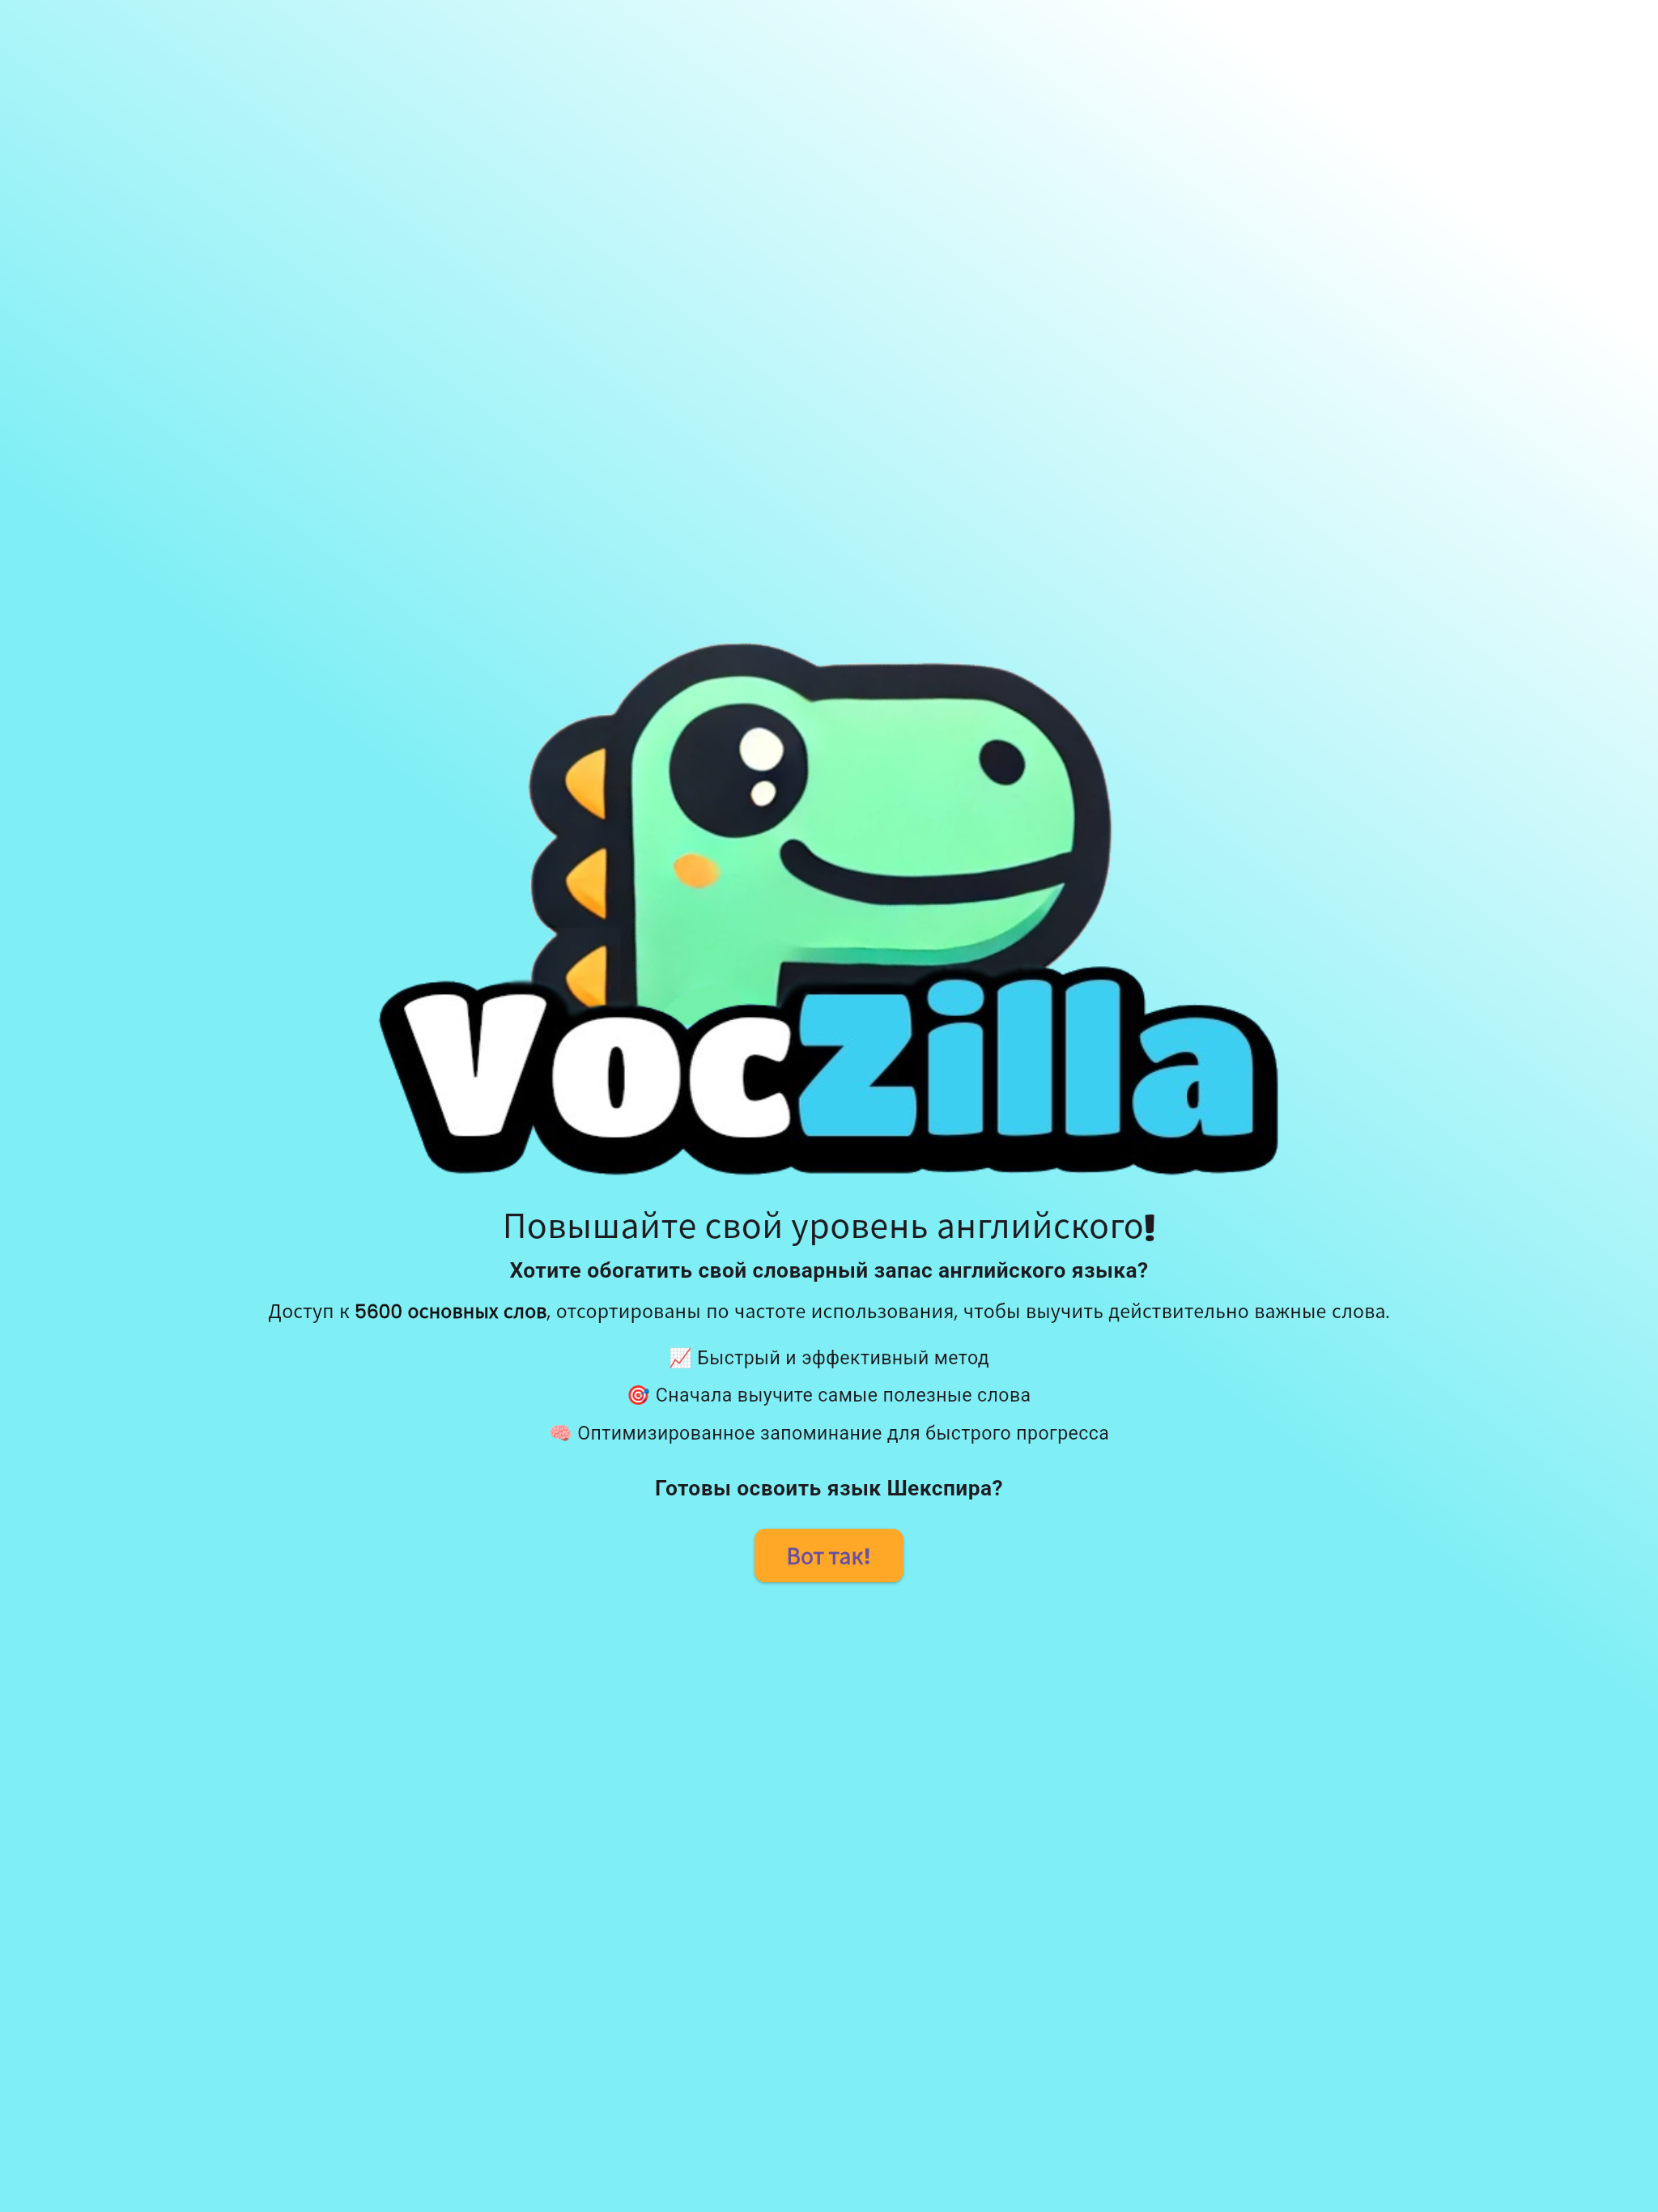 VocZilla
Повышайте свой уровень английского!
Хотите обогатить свой словарный запас английского языка?
Доступ к 5600 основных слов, отсортированы по частоте использования, чтобы выучить действительно важные слова.
📈 Быстрый и эффективный метод
🎯 Сначала выучите самые полезные слова
🧠 Оптимизированное запоминание для быстрого прогресса
Готовы освоить язык Шекспира?
Вот так!